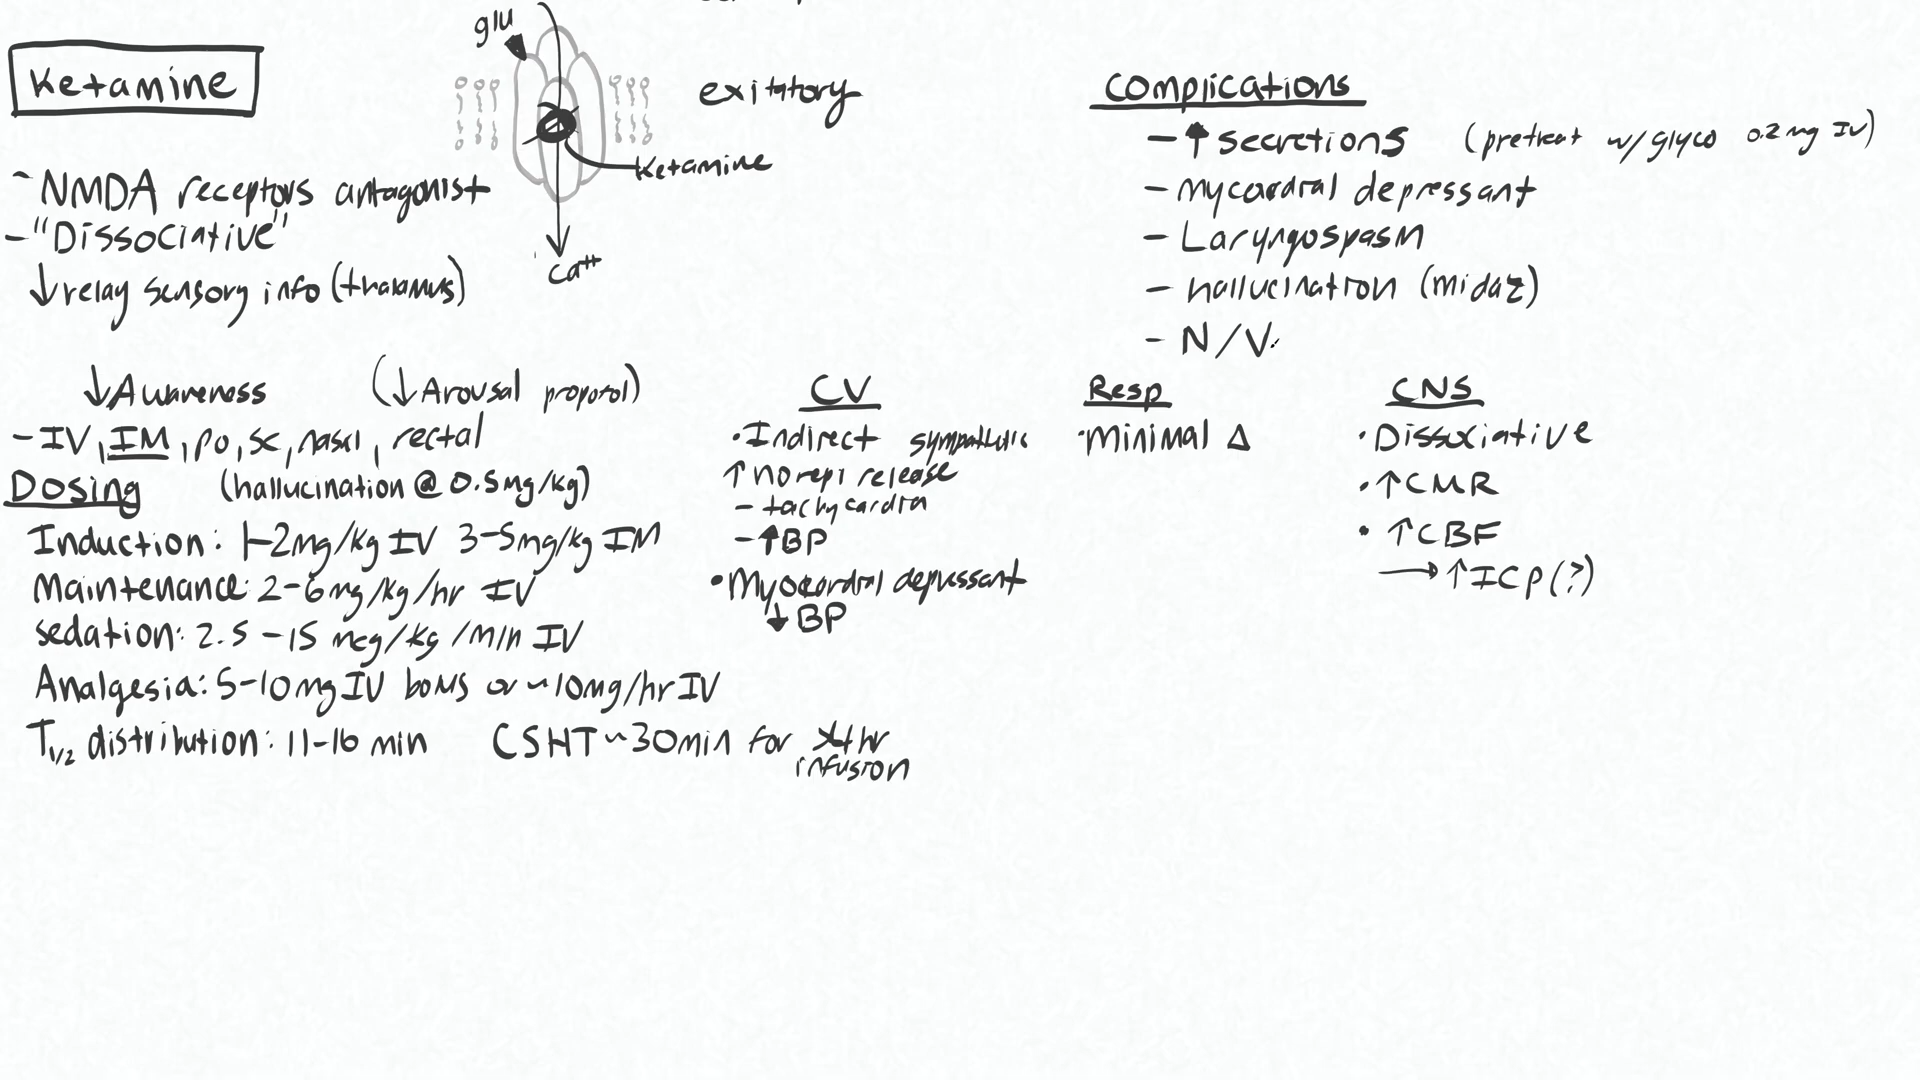 glu
Ketamine
exitatory
Ketamine
Ca++
- NMDA receptors antagonist
- "Dissociative"
↓ relay sensory info (thalamus)
↓ Awareness (↓ Arousal propofol)
- IV, IM, po, sc, nasal, rectal
Dosing (hallucination @ 0.5mg/kg)
Induction: 1-2mg/kg IV 3-5mg/kg IM
Maintenance: 2-6mg/kg/hr IV
sedation: 2.5-15 mcg/kg/min IV
Analgesia: 5-10mg IV bolus or ~10mg/hr IV
T1/2 distribution: 11-16 min CSHT ~30min for hr
infusion
CV
• Indirect sympathetic
↑ norepi release
- tachycardia
- ↑BP
• Myocardial depressant
↓ BP
Complications
- ↑ secretions (pretreat w/ glyco 0.2mg IV)
- mycardial depressant
- Laryngospasm
- hallucination (midaz)
- N/V
Resp
• Minimal Δ
CNS
• Dissociative
• ↑CMR
• ↑CBF
→ ↑ICP(?)